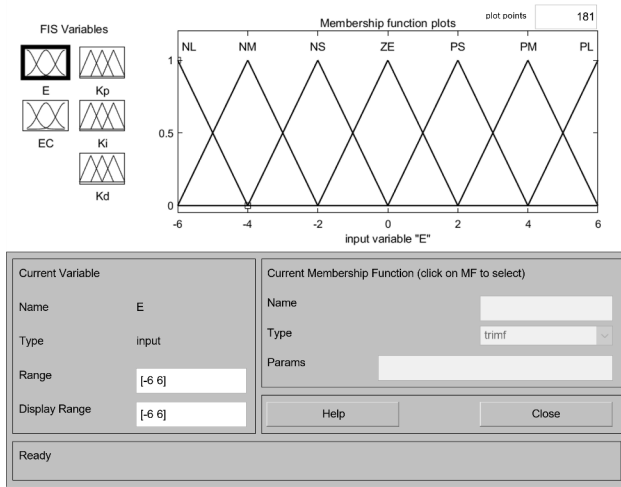 FIS Variables
Membership function plots
plot points
181
E
Kp
EC
Ki
Kd
NL NM NS ZE PS PM PL
1
0.5
0
-6 -4 -2 0 2 4 6
input variable "E"
Current Variable
Name E
Type input
Range [-6 6]
Display Range [-6 6]
Current Membership Function (click on MF to select)
Name
Type trimf
Params
Help Close
Ready